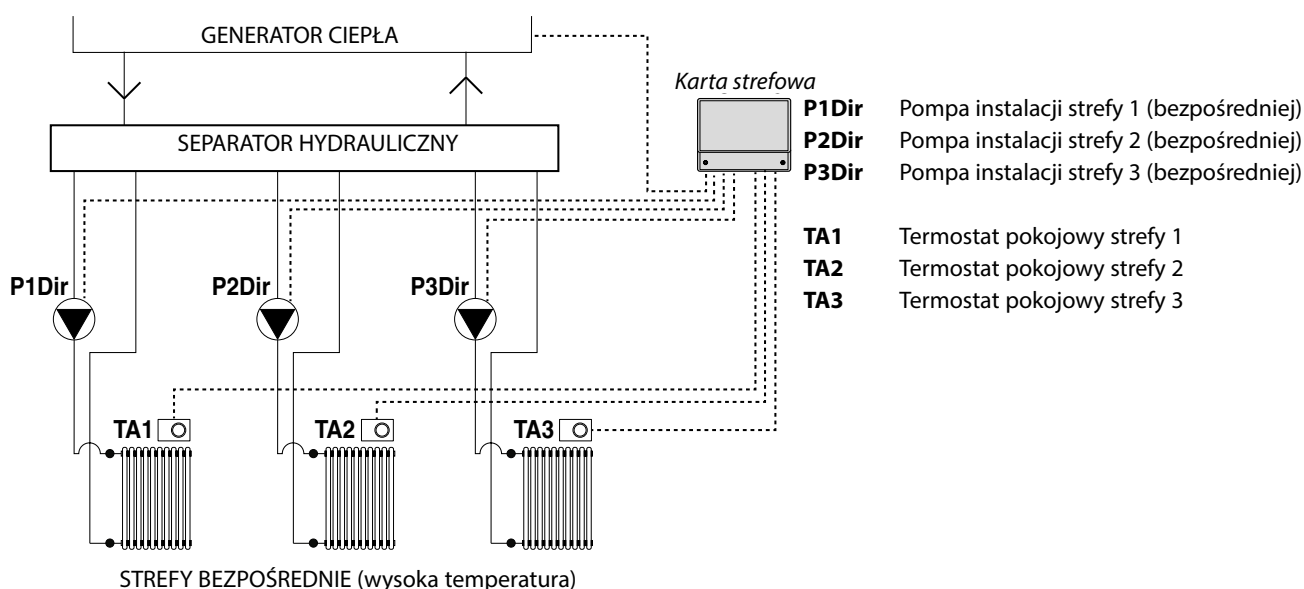 GENERATOR CIEPŁA
SEPARATOR HYDRAULICZNY
Karta strefowa
P1Dir Pompa instalacji strefy 1 (bezpośredniej)
P2Dir Pompa instalacji strefy 2 (bezpośredniej)
P3Dir Pompa instalacji strefy 3 (bezpośredniej)
TA1 Termostat pokojowy strefy 1
TA2 Termostat pokojowy strefy 2
TA3 Termostat pokojowy strefy 3
P1Dir P2Dir P3Dir
TA1 TA2 TA3
STREFY BEZPOŚREDNIE (wysoka temperatura)